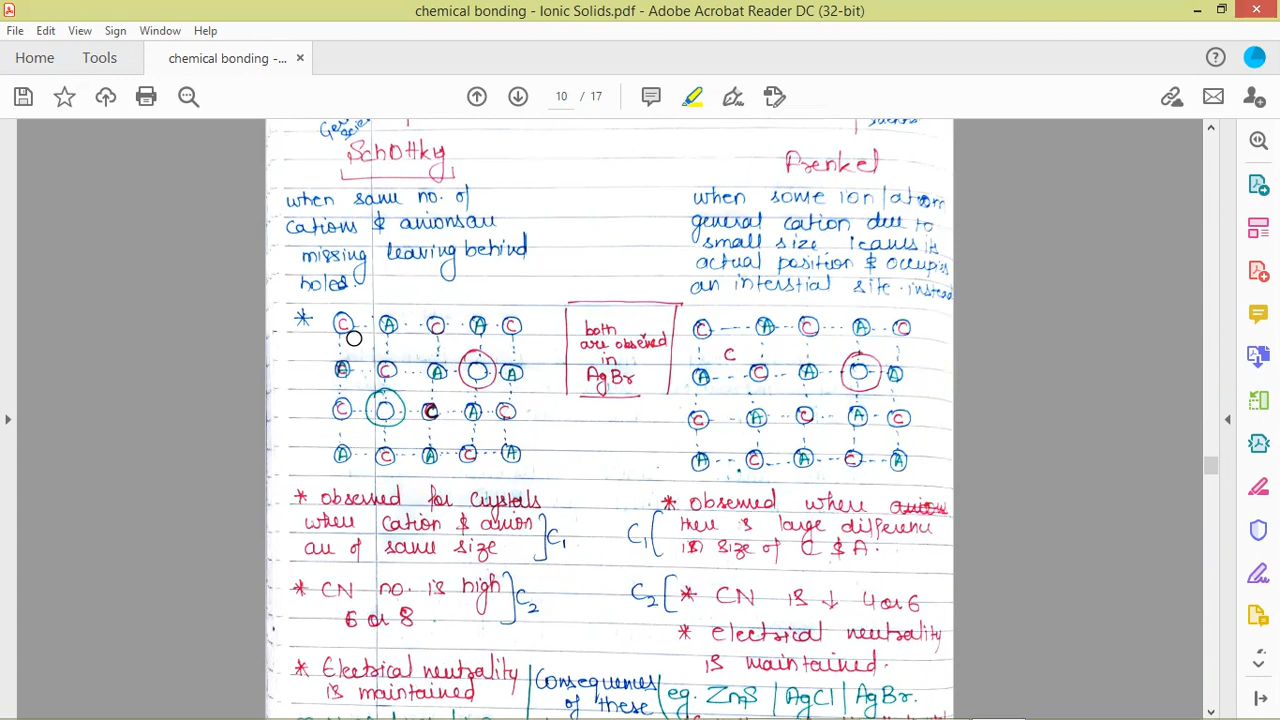 chemical bonding - Ionic Solids.pdf - Adobe Acrobat Reader DC (32-bit)
File Edit View Sign Window Help
Home Tools chemical bonding -... ×
10 / 17
Schottky
when same no. of
cations & anions au
missing leaving behind
holes.
* C A C A C
A C A A
C C A C
A C A C A
* Observed for Crystals
when Cation & anion
au of same size ] C1
* CN no. is high
6 or 8 ] C2
* Electrical neutrality
is maintained
both
are observed
in
AgBr
Consequences
of these
Frenkel
when some ion / atom
general cation due to
small size leaves its
actual position & occupies
an interstial site instead
C A C A C
C
A C A A
C A C A C
A C A C A
* Observed where
C1 [ there is large difference
in size of C & A.
C2 [ * CN is ↓ 4 or 6
* electrical neutrality
is maintained.
eg. ZnS | AgCl | AgBr.